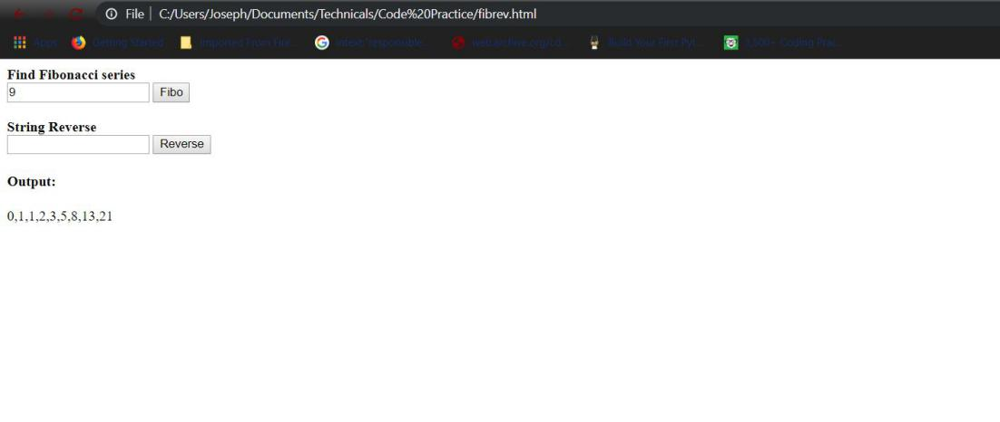 File | C:/Users/Joseph/Documents/Technicals/Code%20Practice/fibrev.html
Apps Getting Started Imported From Fire... intext:"responsible... web.archive.org/cd... Build Your First Pyt... 3,500+ Coding Prac...
Find Fibonacci series
9 Fibo
String Reverse
Reverse
Output:
0,1,1,2,3,5,8,13,21